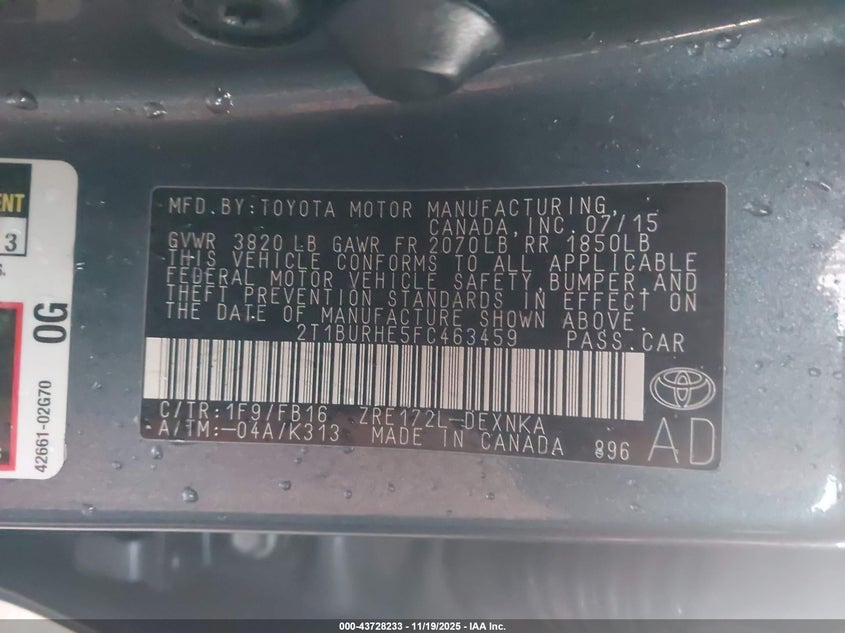 MFD.BY:TOYOTA MOTOR MANUFACTURING,
CANADA,INC. 07/15
GVWR 3820 LB GAWR FR 2070LB RR 1850LB
THIS VEHICLE CONFORMS TO ALL APPLICABLE
FEDERAL MOTOR VEHICLE SAFETY,BUMPER,AND
THEFT PREVENTION STANDARDS IN EFFECT ON
THE DATE OF MANUFACTURE SHOWN ABOVE.
2T1BURHE5FC463459 PASS.CAR
C/TR:1F9/FB16 ZRE172L-DEXNKA
A/TM:-04A/K313 MADE IN CANADA 896
AD
ENT
3
S.
0G
42661-02G70
000-43728233 - 11/19/2025 - IAA Inc.